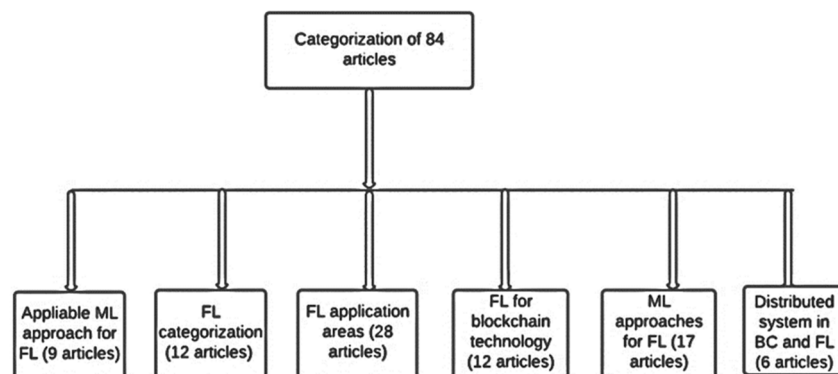 Categorization of 84
articles
Appliable ML
approach for
FL (9 articles)
FL
categorization
(12 articles)
FL application
areas (28
articles)
FL for
blockchain
technology
(12 articles)
ML
approaches
for FL (17
articles)
Distributed
system in
BC and FL
(6 articles)